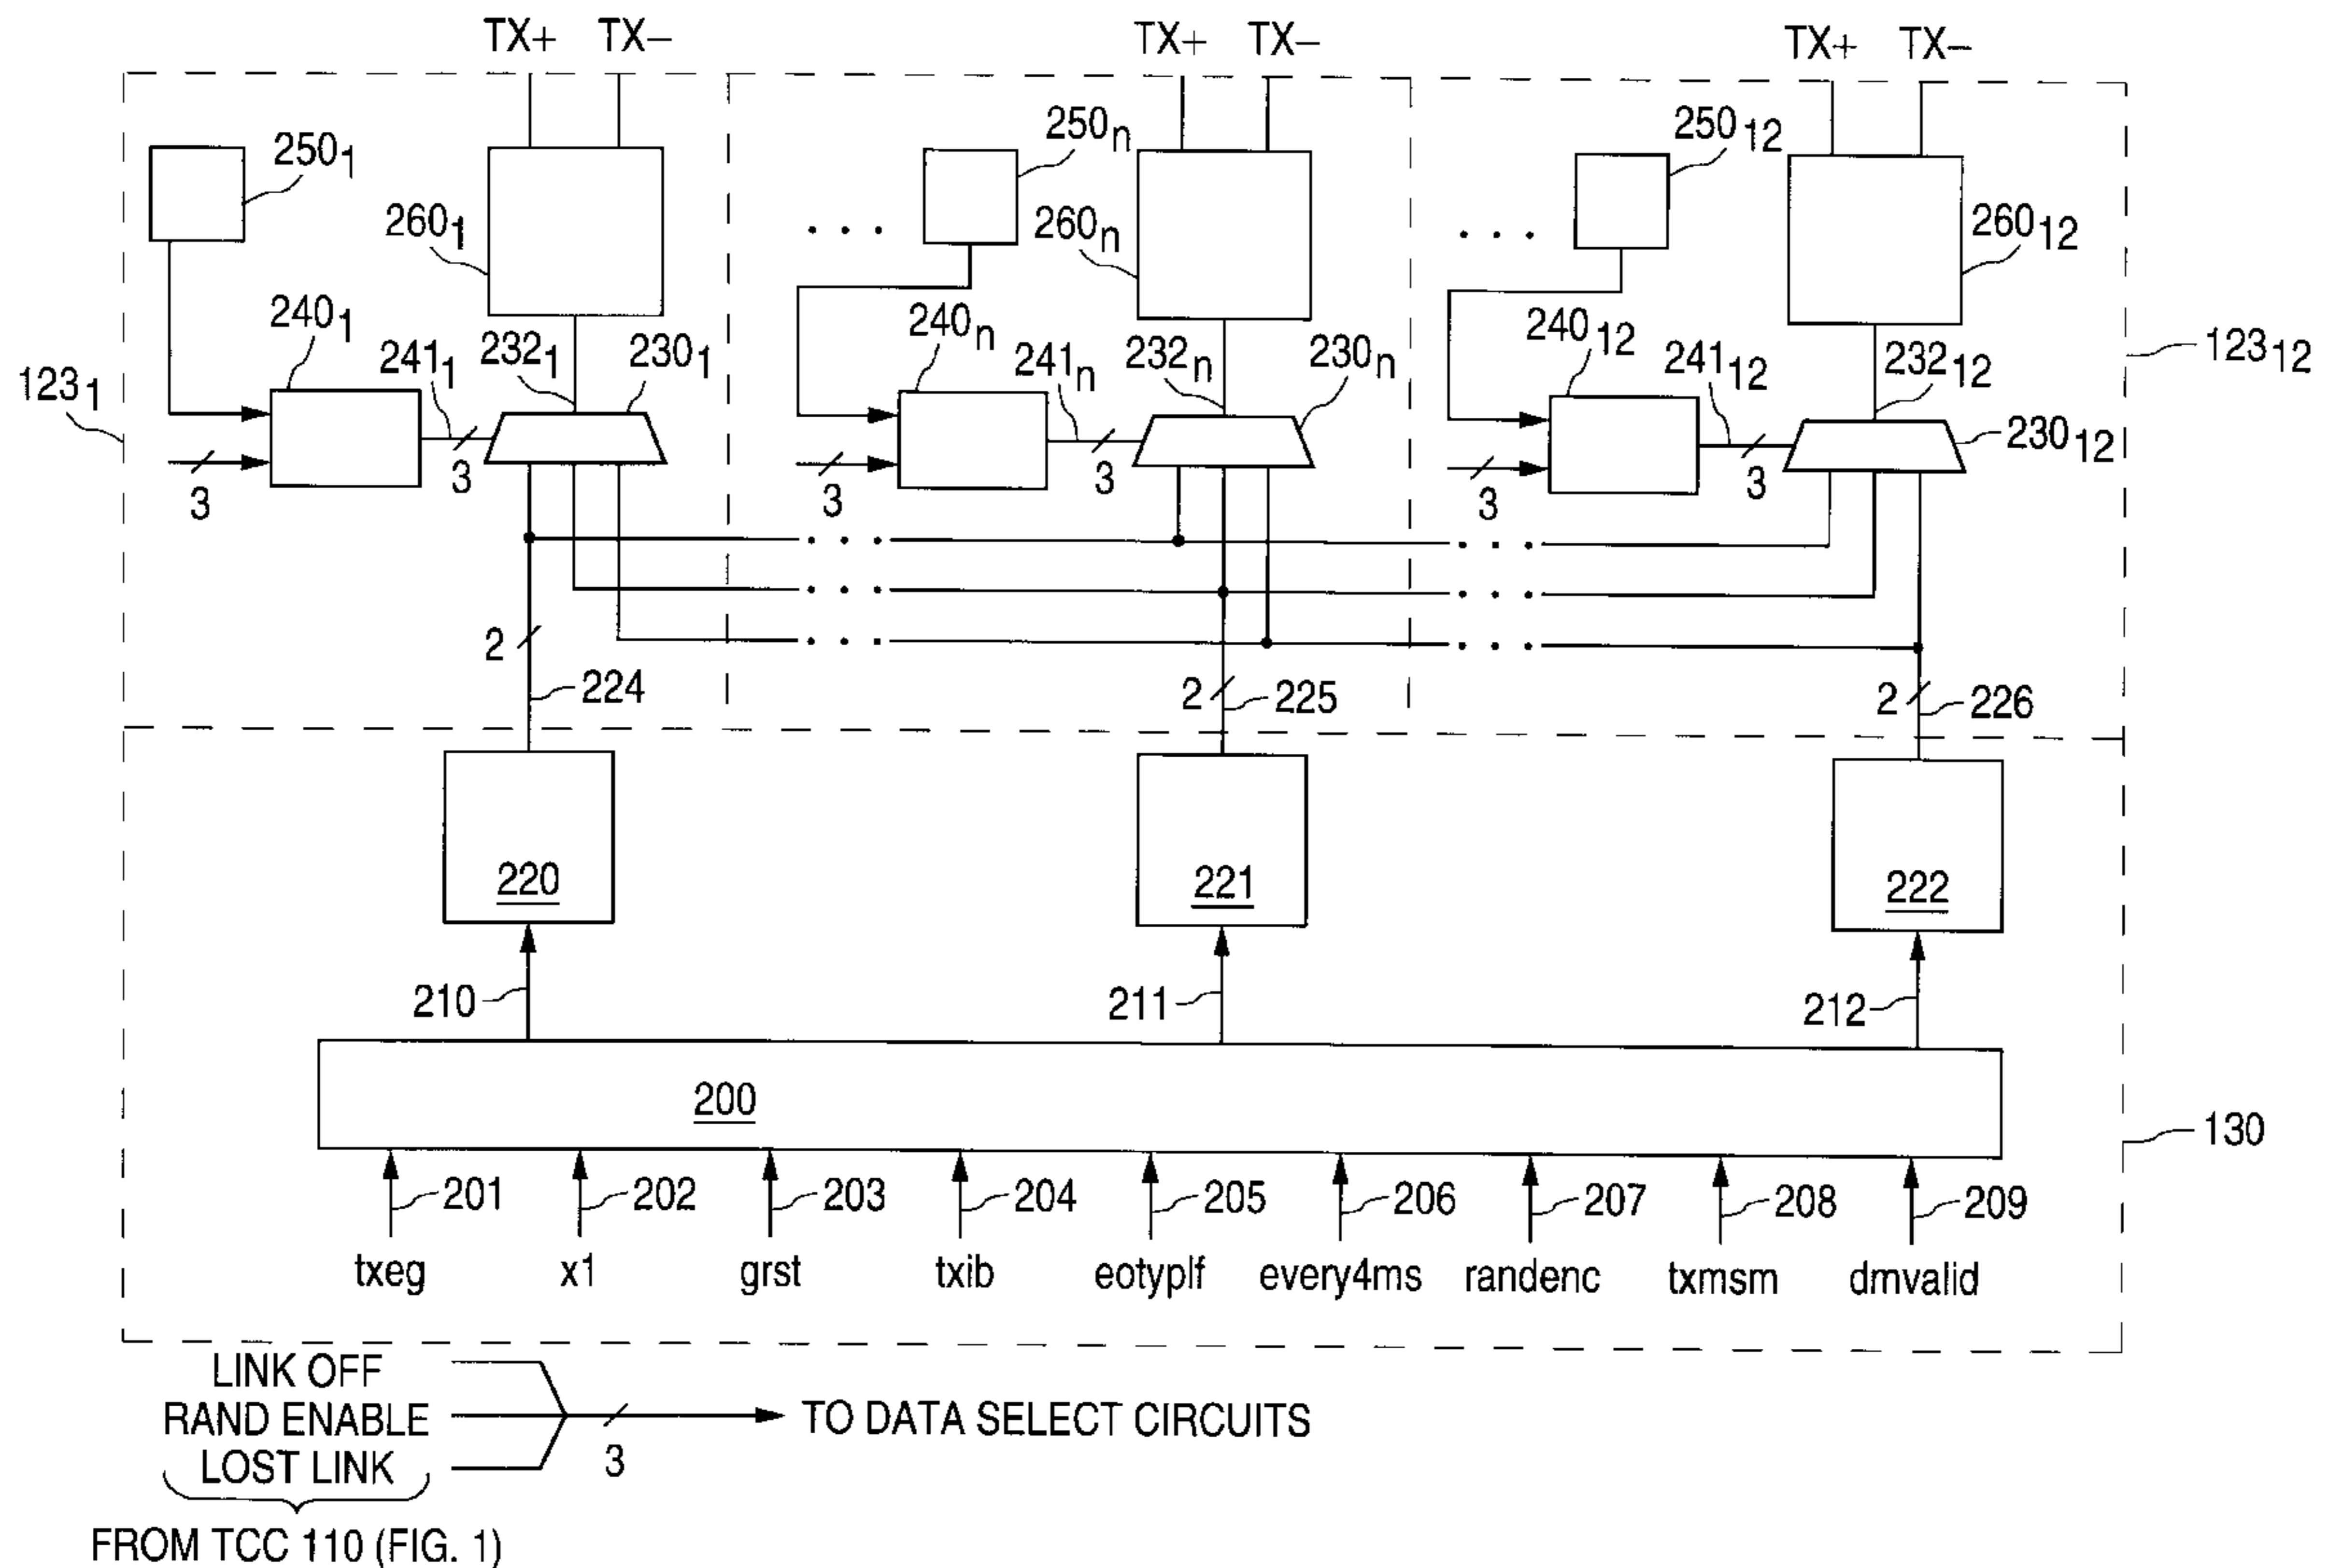 TX+ TX− TX+ TX− TX+ TX−
250₁ 250ₙ 250₁₂
260₁ 260ₙ 260₁₂
240₁ 241₁ 232₁ 230₁ 240ₙ 241ₙ 232ₙ 230ₙ 240₁₂ 241₁₂ 232₁₂ 230₁₂
123₁ 123₁₂
3 3 3 3 3 3
2 2 2
224 225 226
220 221 222
210 211 212
200
130
201 202 203 204 205 206 207 208 209
txeg x1 grst txib eotyplf every4ms randenc txmsm dmvalid
LINK OFF
RAND ENABLE TO DATA SELECT CIRCUITS
LOST LINK 3
FROM TCC 110 (FIG. 1)